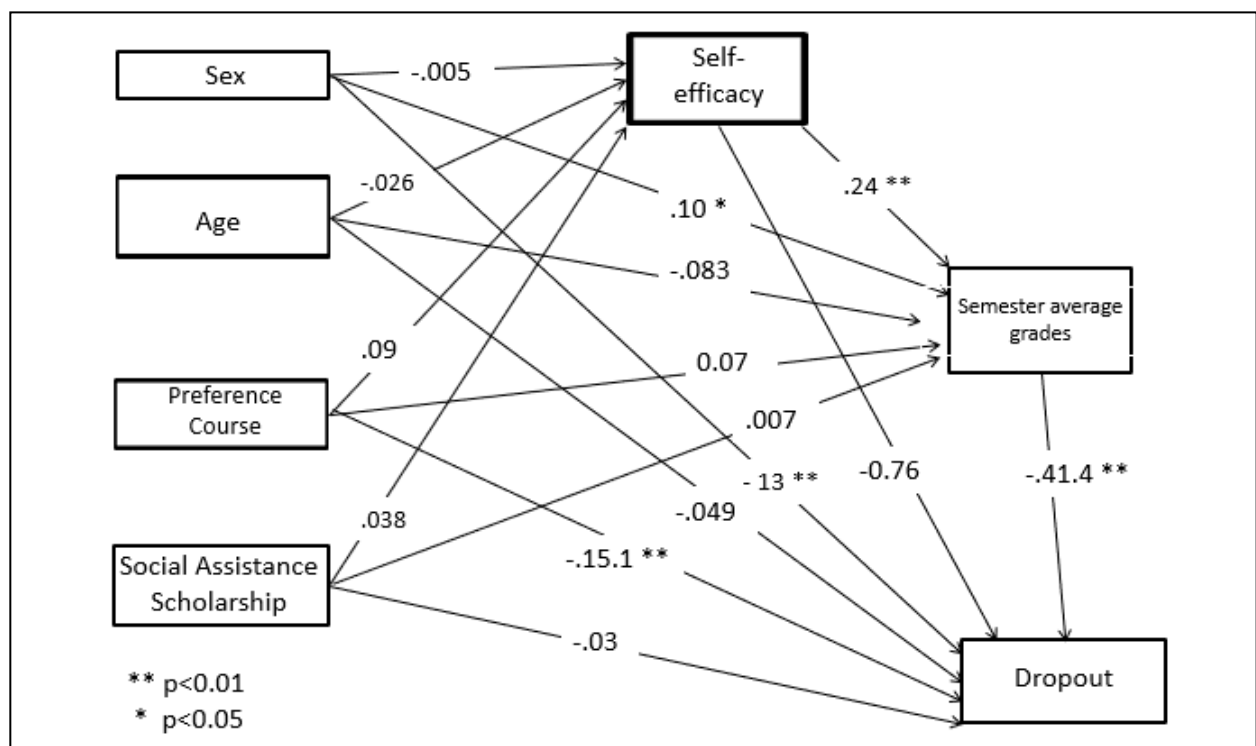 Sex
-.005
Self-
efficacy
-.026
.24 **
Age
.10 *
-.083
Semester average
grades
.09
0.07
Preference
Course
.007
-0.76
- 13 **
-.41.4 **
-.049
.038
-.15.1 **
Social Assistance
Scholarship
-.03
Dropout
** p<0.01
* p<0.05